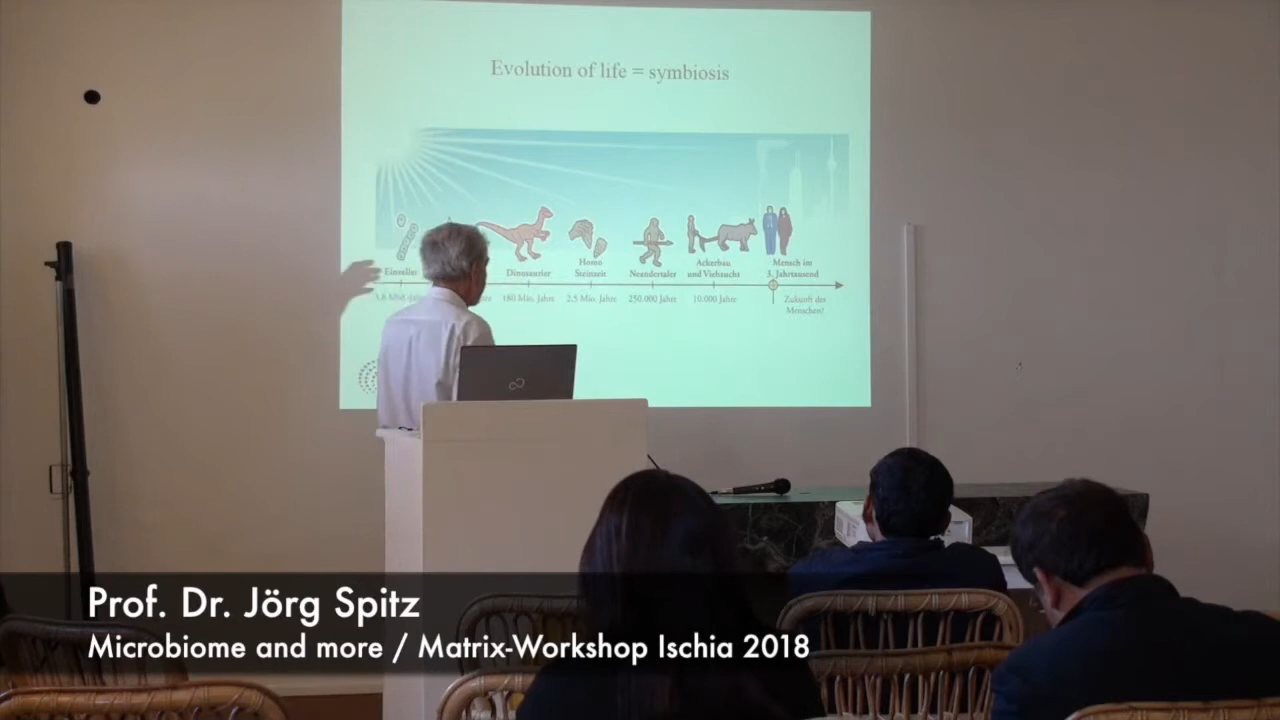 Evolution of life = symbiosis
Einzeller
Dinosaurier
Homo
Steinzeit
Neandertaler
Ackerbau
und Viehzucht
Mensch im
3. Jahrtausend
180 Mio. Jahre
2,5 Mio. Jahre
250.000 Jahre
10.000 Jahre
Zukunft des
Menschen?
Prof. Dr. Jörg Spitz
Microbiome and more / Matrix-Workshop Ischia 2018